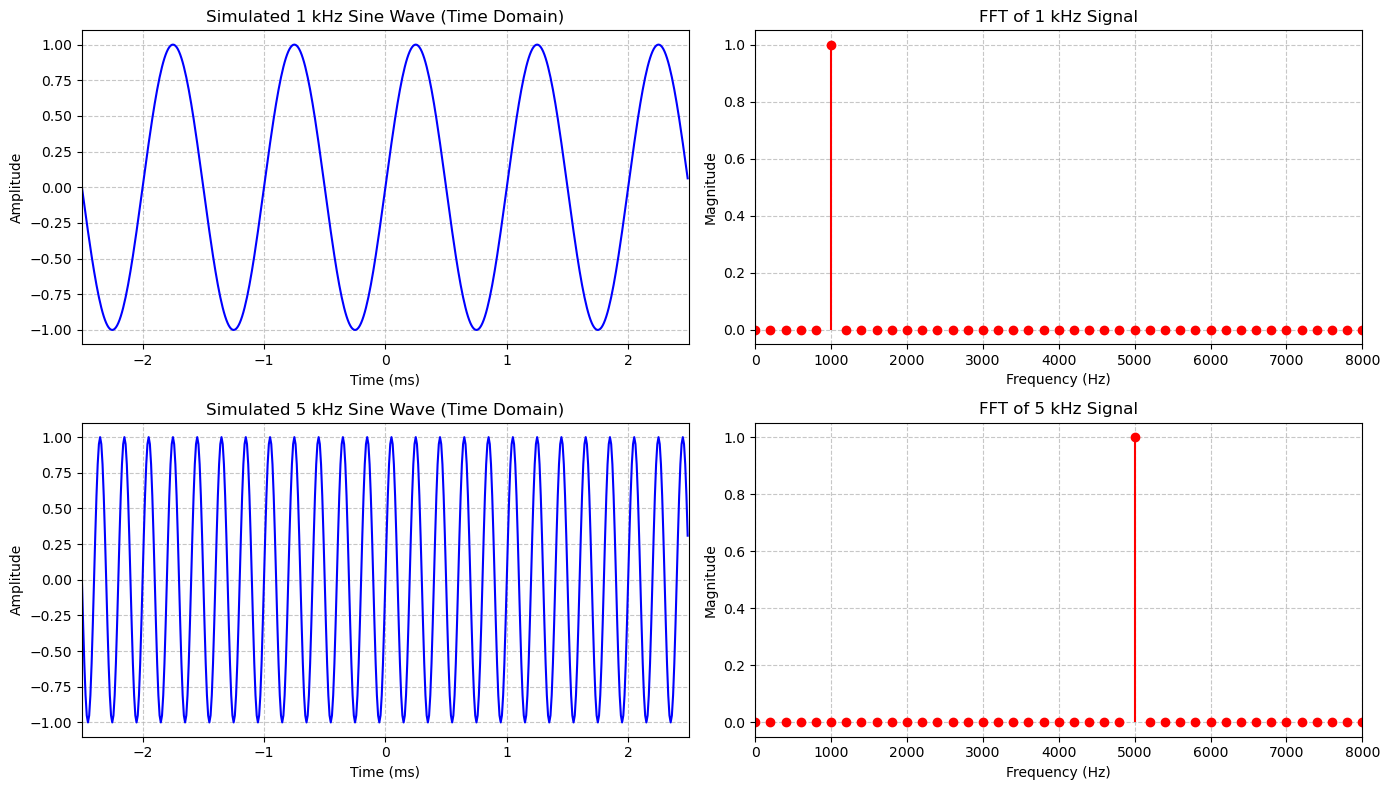 Simulated 1 kHz Sine Wave (Time Domain)
1.00
0.75
0.50
0.25
0.00
−0.25
−0.50
−0.75
−1.00
Amplitude
−2 −1 0 1 2
Time (ms)
FFT of 1 kHz Signal
1.0
0.8
0.6
0.4
0.2
0.0
Magnitude
0 1000 2000 3000 4000 5000 6000 7000 8000
Frequency (Hz)
Simulated 5 kHz Sine Wave (Time Domain)
1.00
0.75
0.50
0.25
0.00
−0.25
−0.50
−0.75
−1.00
Amplitude
−2 −1 0 1 2
Time (ms)
FFT of 5 kHz Signal
1.0
0.8
0.6
0.4
0.2
0.0
Magnitude
0 1000 2000 3000 4000 5000 6000 7000 8000
Frequency (Hz)